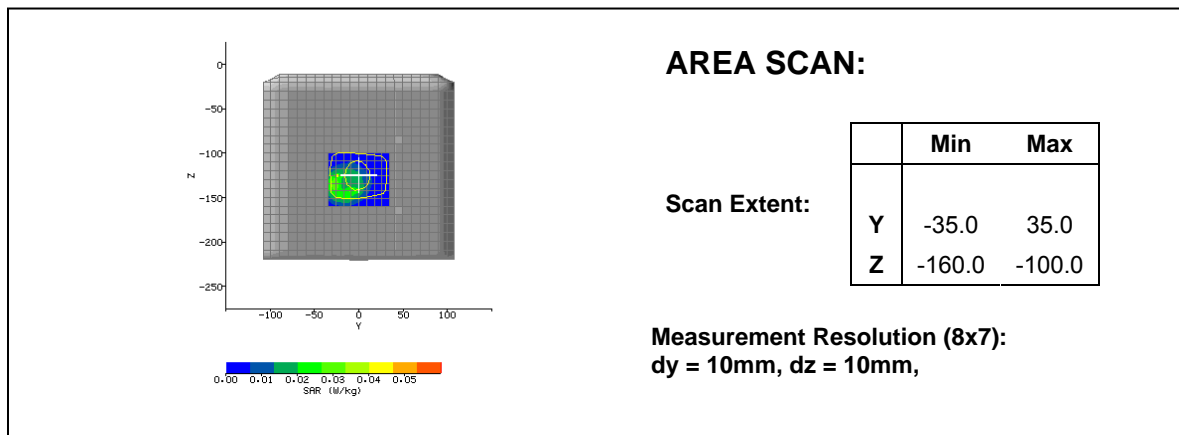 0
-50
-100
-150
-200
-250
Z
-100 -50 0 50 100
Y
0.00 0.01 0.02 0.03 0.04 0.05
SAR (W/kg)
AREA SCAN:
Min Max
Scan Extent:
Y -35.0 35.0
Z -160.0 -100.0
Measurement Resolution (8x7):
dy = 10mm, dz = 10mm,